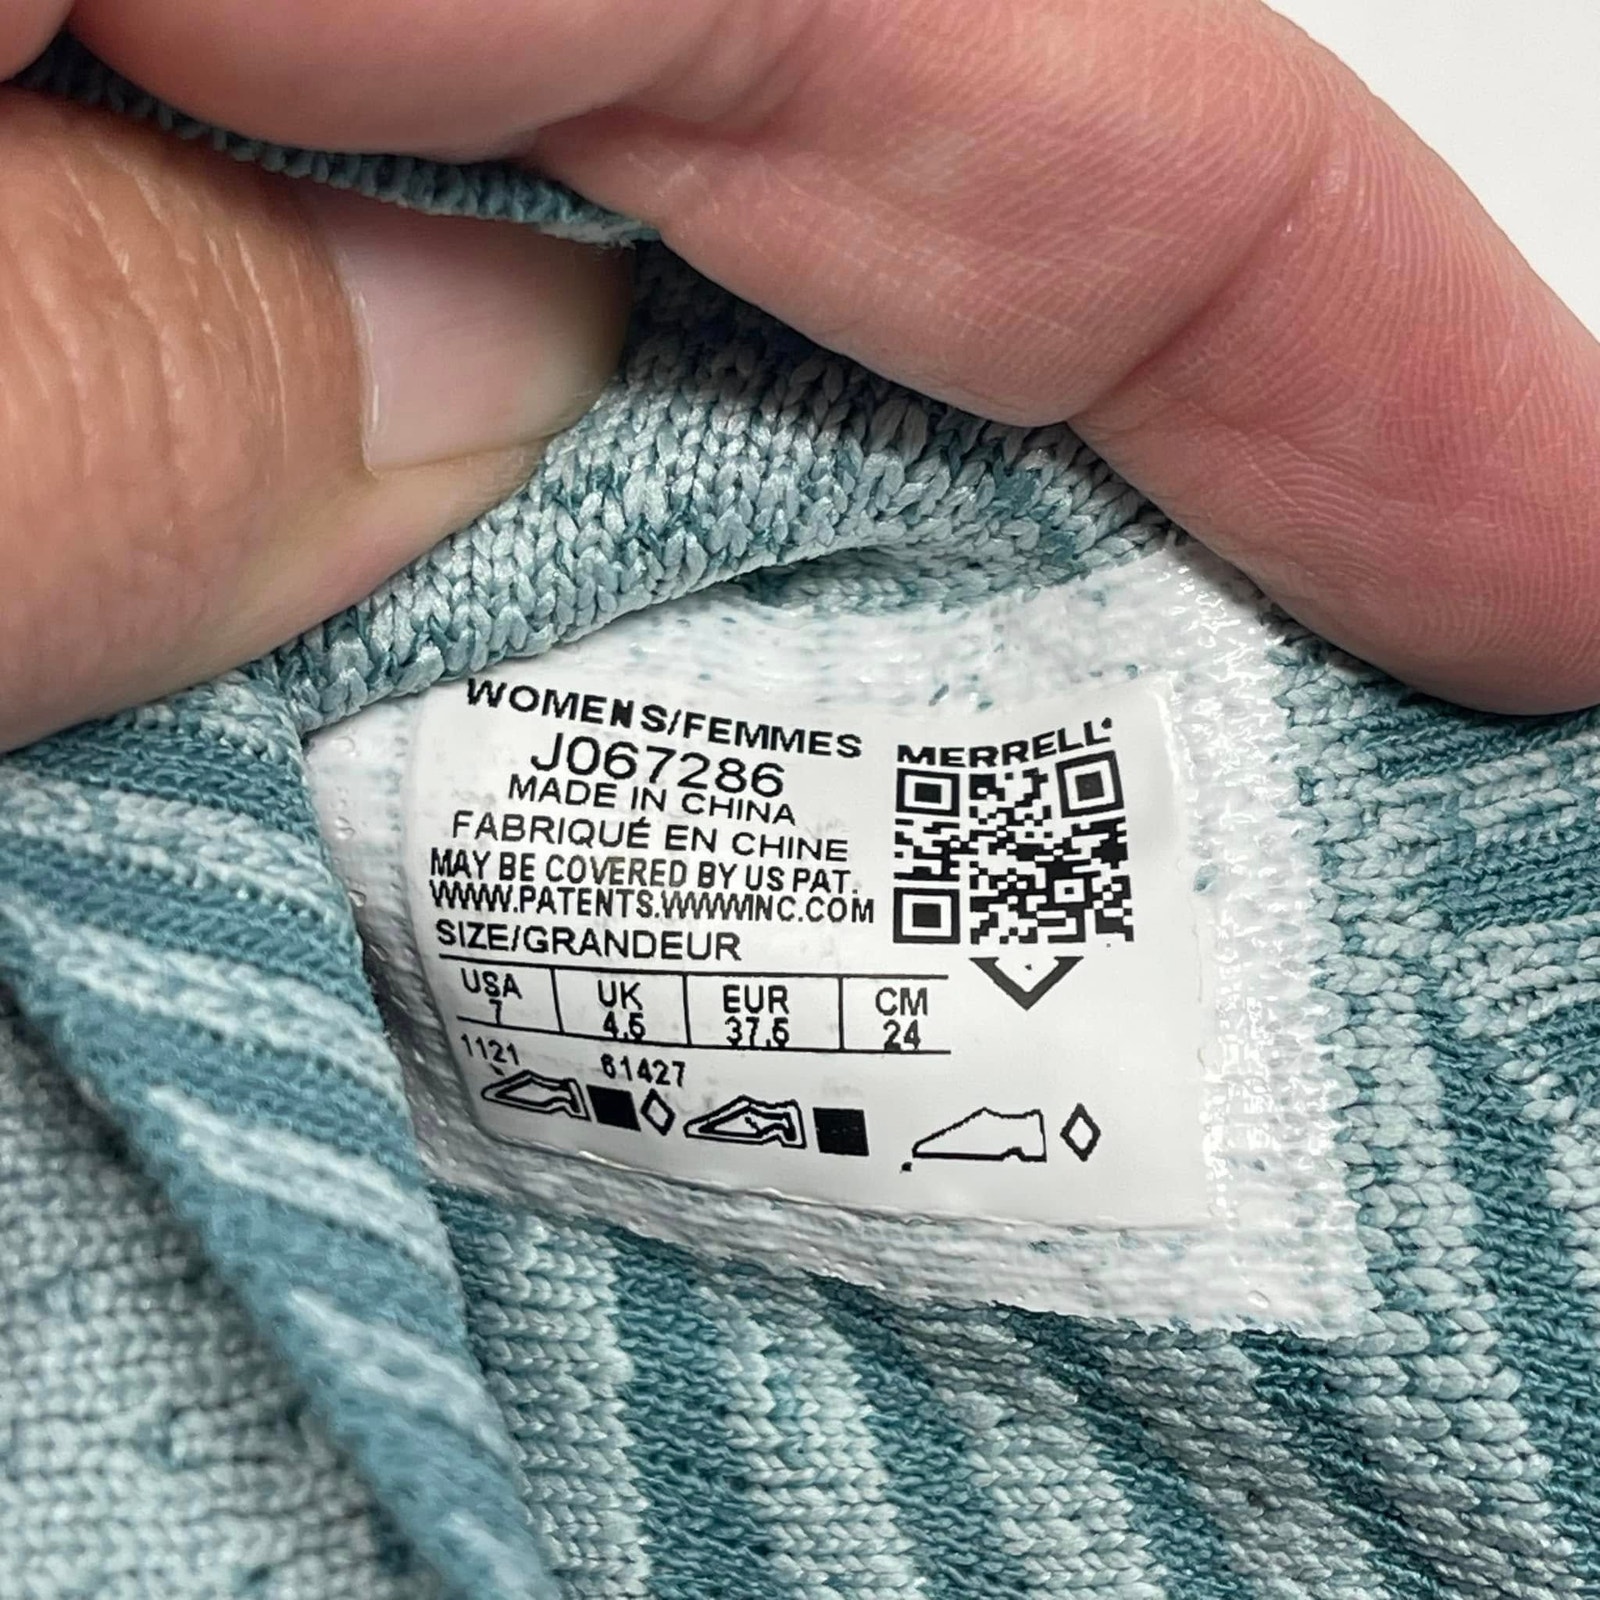 WOMENS/FEMMES
J067286
MADE IN CHINA
FABRIQUÉ EN CHINE
MAY BE COVERED BY US PAT.
WWW.PATENTS.WWWINC.COM
SIZE/GRANDEUR
USA UK EUR CM
7 4.5 37.5 24
1121 61427
MERRELL